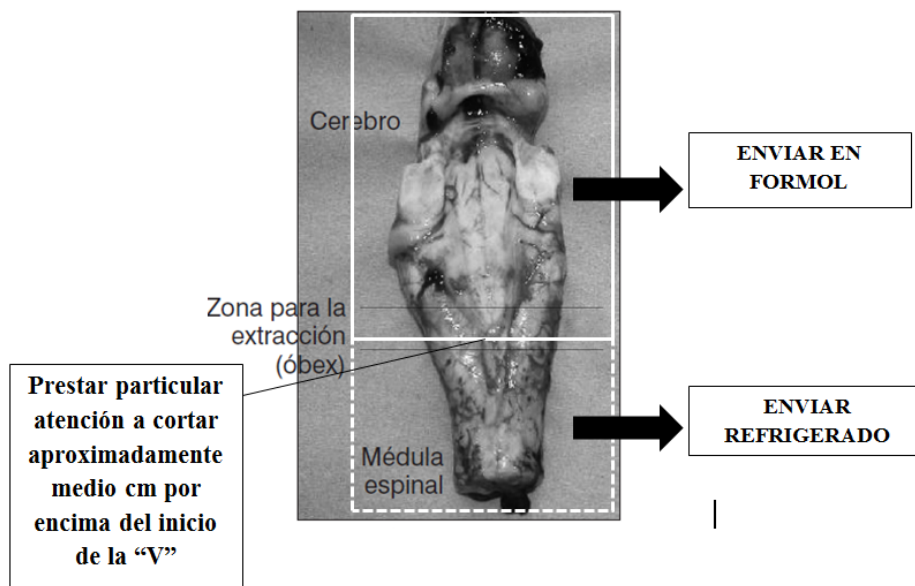 Cerebro
ENVIAR EN
FORMOL
Zona para la
extracción
(óbex)
Prestar particular
atención a cortar
aproximadamente
medio cm por
encima del inicio
de la “V”
ENVIAR
REFRIGERADO
Médula
espinal